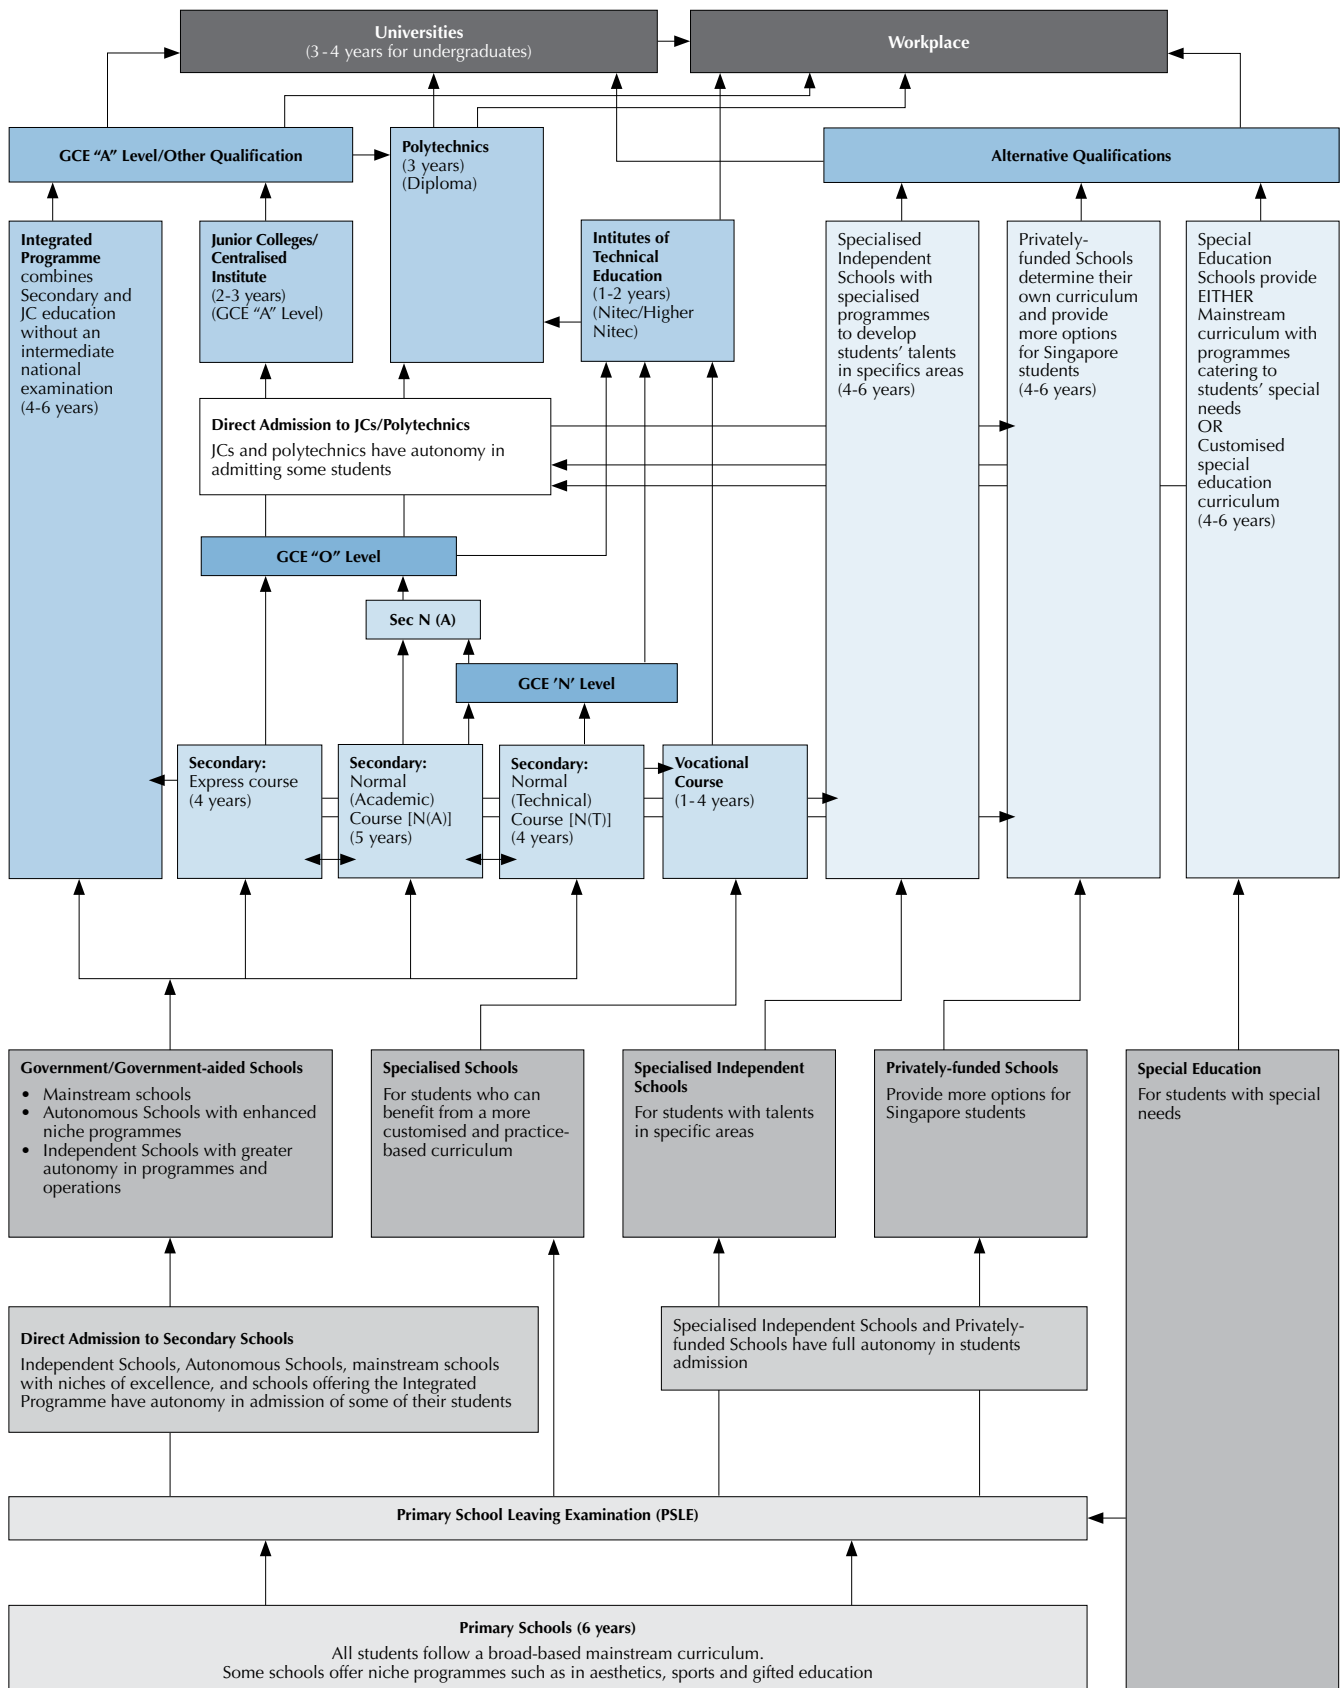 Universities
(3-4 years for undergraduates)
Workplace
GCE “A” Level/Other Qualification
Polytechnics
(3 years)
(Diploma)
Alternative Qualifications
Integrated
Programme
combines
Secondary and
JC education
without an
intermediate
national
examination
(4-6 years)
Junior Colleges/
Centralised
Institute
(2-3 years)
(GCE “A” Level)
Intitutes of
Technical
Education
(1-2 years)
(Nitec/Higher
Nitec)
Specialised
Independent
Schools with
specialised
programmes
to develop
students’ talents
in specifics areas
(4-6 years)
Privately-
funded Schools
determine their
own curriculum
and provide
more options
for Singapore
students
(4-6 years)
Special
Education
Schools provide
EITHER
Mainstream
curriculum with
programmes
catering to
students’ special
needs
OR
Customised
special
education
curriculum
(4-6 years)
Direct Admission to JCs/Polytechnics
JCs and polytechnics have autonomy in
admitting some students
GCE “O” Level
Sec N (A)
GCE ’N’ Level
Secondary:
Express course
(4 years)
Secondary:
Normal
(Academic)
Course [N(A)]
(5 years)
Secondary:
Normal
(Technical)
Course [N(T)]
(4 years)
Vocational
Course
(1-4 years)
Government/Government-aided Schools
• Mainstream schools
• Autonomous Schools with enhanced
niche programmes
• Independent Schools with greater
autonomy in programmes and
operations
Specialised Schools
For students who can
benefit from a more
customised and practice-
based curriculum
Specialised Independent
Schools
For students with talents
in specific areas
Privately-funded Schools
Provide more options for
Singapore students
Special Education
For students with special
needs
Direct Admission to Secondary Schools
Independent Schools, Autonomous Schools, mainstream schools
with niches of excellence, and schools offering the Integrated
Programme have autonomy in admission of some of their students
Specialised Independent Schools and Privately-
funded Schools have full autonomy in students
admission
Primary School Leaving Examination (PSLE)
Primary Schools (6 years)
All students follow a broad-based mainstream curriculum.
Some schools offer niche programmes such as in aesthetics, sports and gifted education